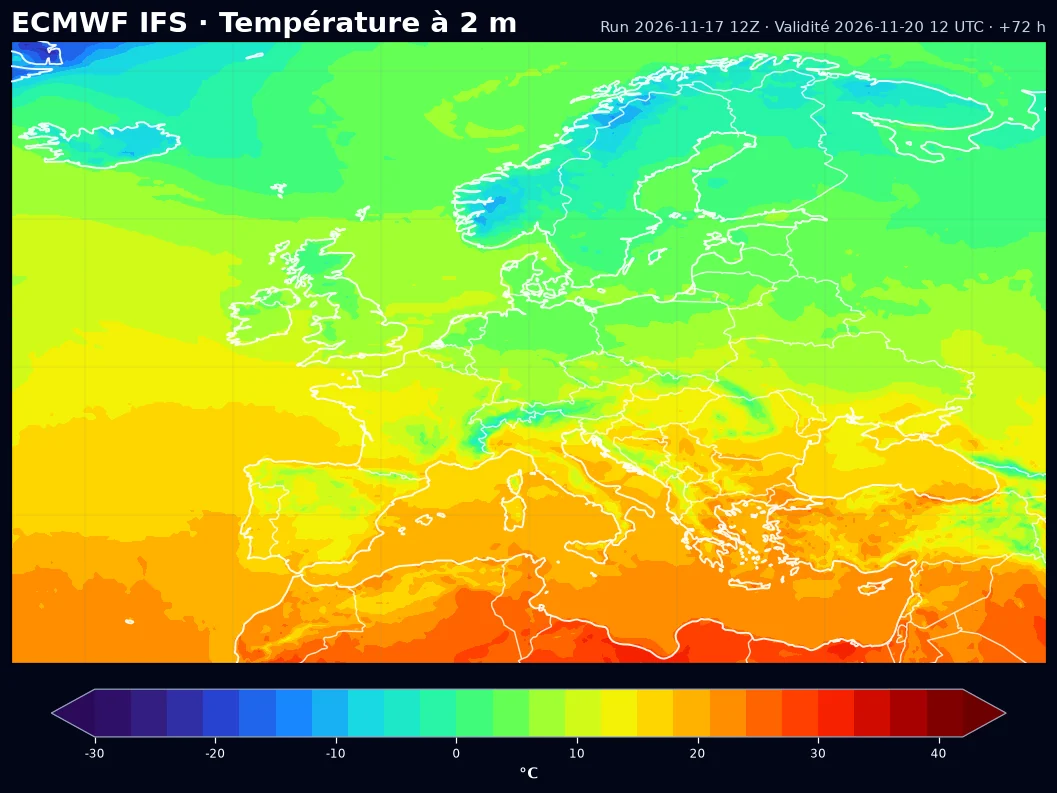 ECMWF IFS · Température à 2 m
Run 2026-11-17 12Z · Validité 2026-11-20 12 UTC · +72 h
-30 -20 -10 0 10 20 30 40
°C